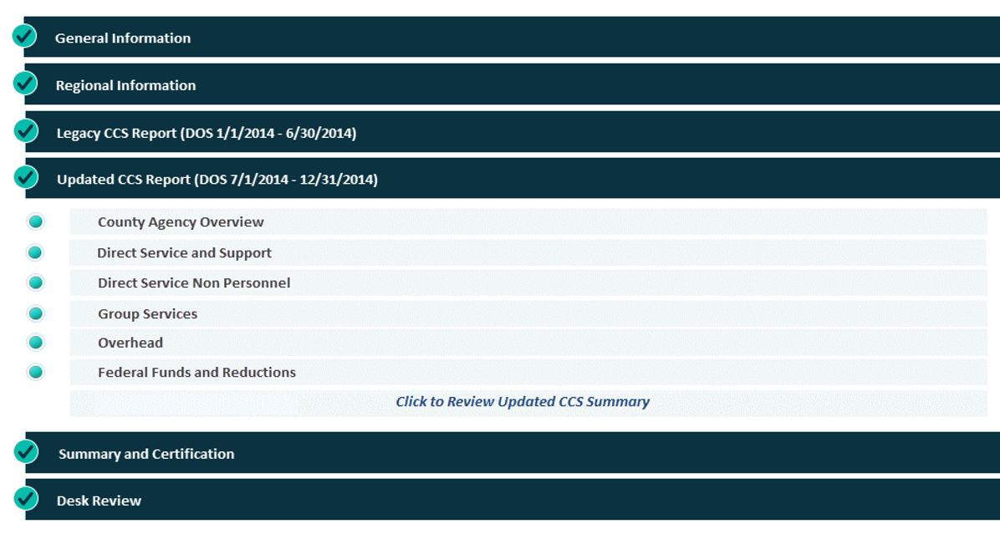 General Information
Regional Information
Legacy CCS Report (DOS 1/1/2014 - 6/30/2014)
Updated CCS Report (DOS 7/1/2014 - 12/31/2014)
County Agency Overview
Direct Service and Support
Direct Service Non Personnel
Group Services
Overhead
Federal Funds and Reductions
Click to Review Updated CCS Summary
Summary and Certification
Desk Review